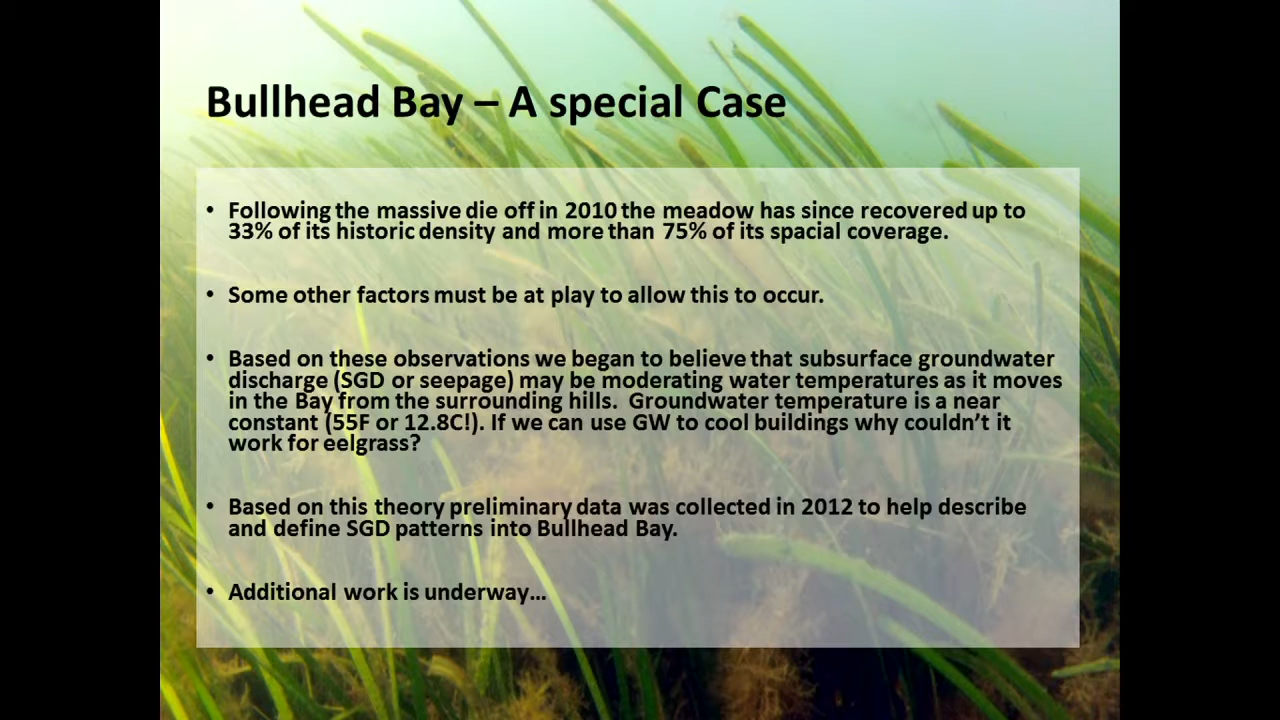 Bullhead Bay – A special Case
• Following the massive die off in 2010 the meadow has since recovered up to
33% of its historic density and more than 75% of its spacial coverage.
• Some other factors must be at play to allow this to occur.
• Based on these observations we began to believe that subsurface groundwater
discharge (SGD or seepage) may be moderating water temperatures as it moves
in the Bay from the surrounding hills.  Groundwater temperature is a near
constant (55F or 12.8C!). If we can use GW to cool buildings why couldn’t it
work for eelgrass?
• Based on this theory preliminary data was collected in 2012 to help describe
and define SGD patterns into Bullhead Bay.
• Additional work is underway…